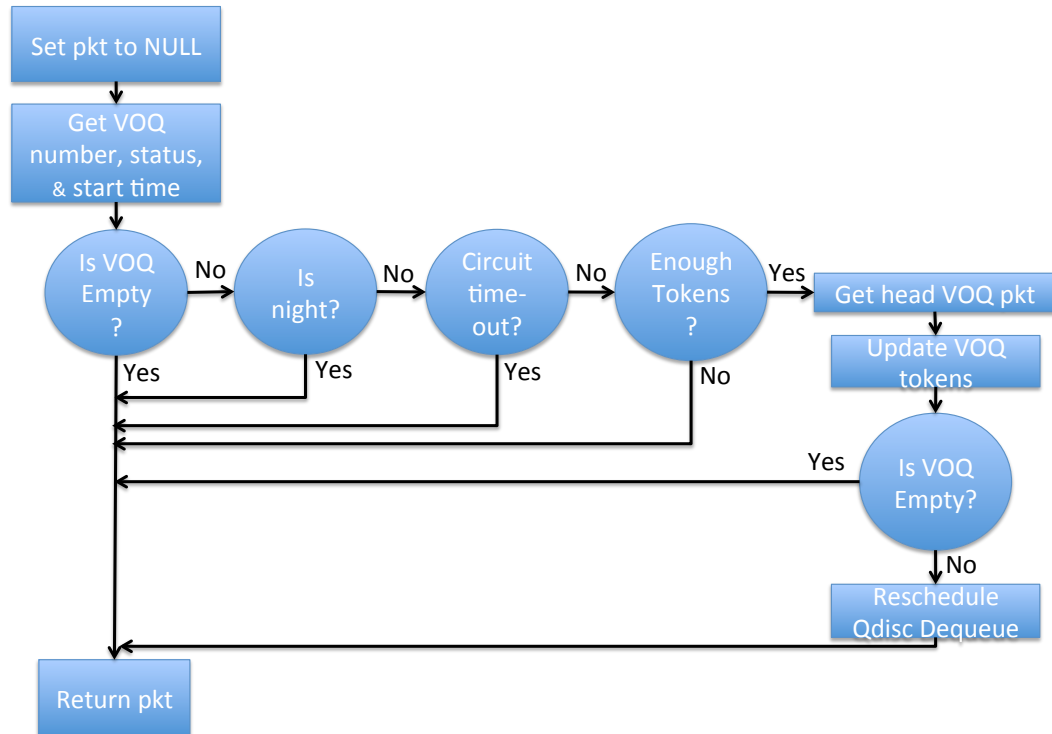 Set pkt to NULL
Get VOQ
number, status,
& start time
Is VOQ
Empty
?
No
Is
night?
No
Circuit
time-
out?
No
Enough
Tokens
?
Yes
Get head VOQ pkt
Update VOQ
tokens
Yes
Yes
Yes
No
Yes
Is VOQ
Empty?
No
Reschedule
Qdisc Dequeue
Return pkt